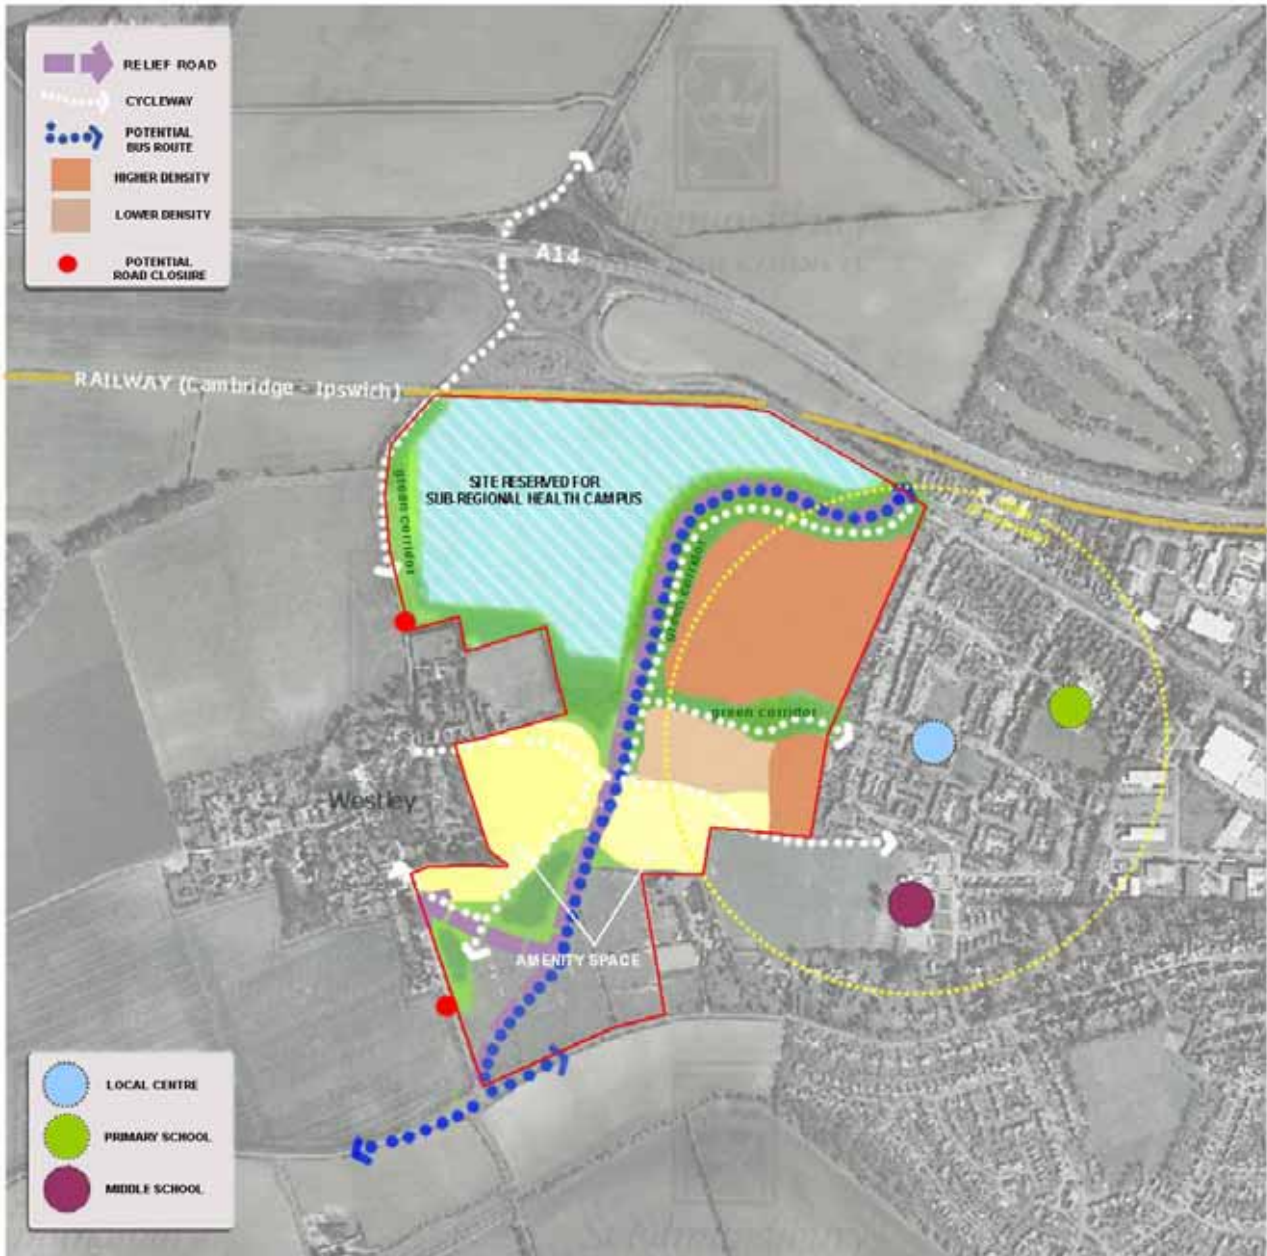 RELIEF ROAD
CYCLEWAY
POTENTIAL
BUS ROUTE
HIGHER DENSITY
LOWER DENSITY
POTENTIAL
ROAD CLOSURE
A14
RAILWAY (Cambridge - Ipswich)
SITE RESERVED FOR
SUB-REGIONAL HEALTH CAMPUS
green corridor
green corridor
green corridor
Westley
AMENITY SPACE
LOCAL CENTRE
PRIMARY SCHOOL
MIDDLE SCHOOL